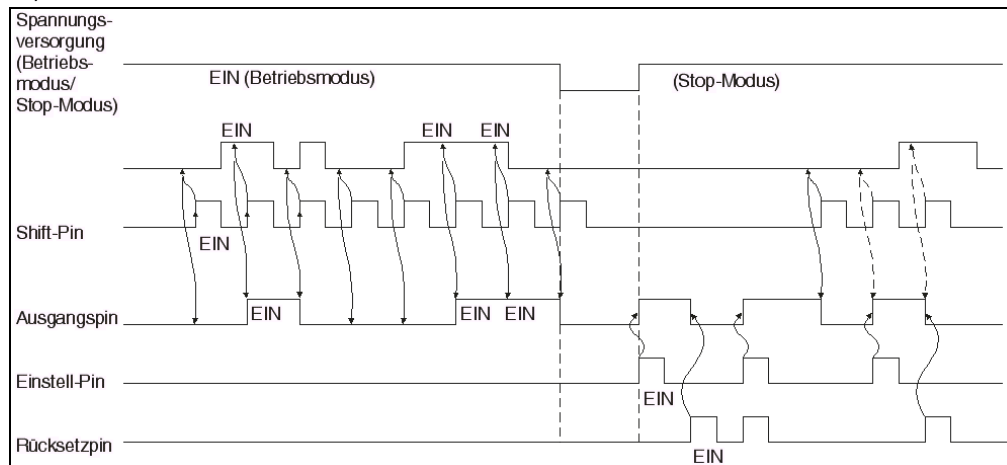 Spannungs-
versorgung
(Betriebs-
modus/
Stop-Modus)
EIN (Betriebsmodus)
(Stop-Modus)
EIN
EIN
EIN
Shift-Pin
EIN
Ausgangspin
EIN
EIN
EIN
Einstell-Pin
EIN
Rücksetzpin
EIN